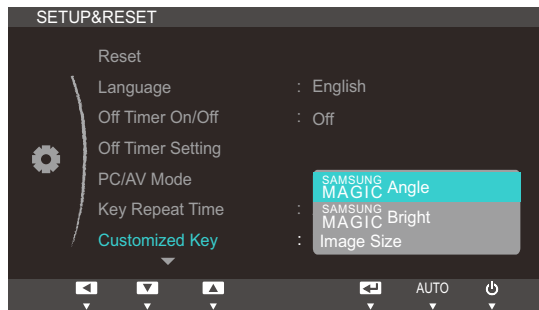 SETUP&RESET
Reset
Language : English
Off Timer On/Off : Off
Off Timer Setting
PC/AV Mode
Key Repeat Time :
Customized Key :
SAMSUNG MAGIC Angle
SAMSUNG MAGIC Bright
Image Size
AUTO